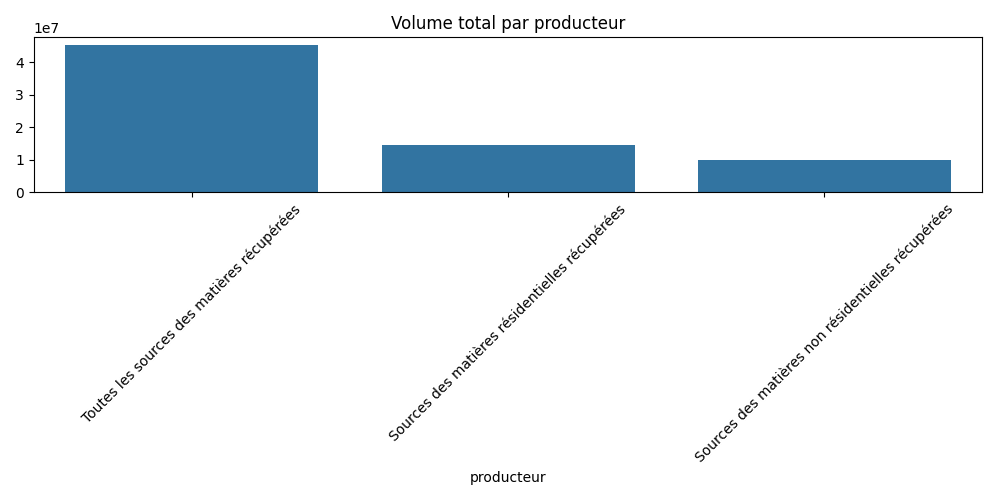 Volume total par producteur
1e7
4
3
2
1
0
Toutes les sources des matières récupérées
Sources des matières résidentielles récupérées
Sources des matières non résidentielles récupérées
producteur